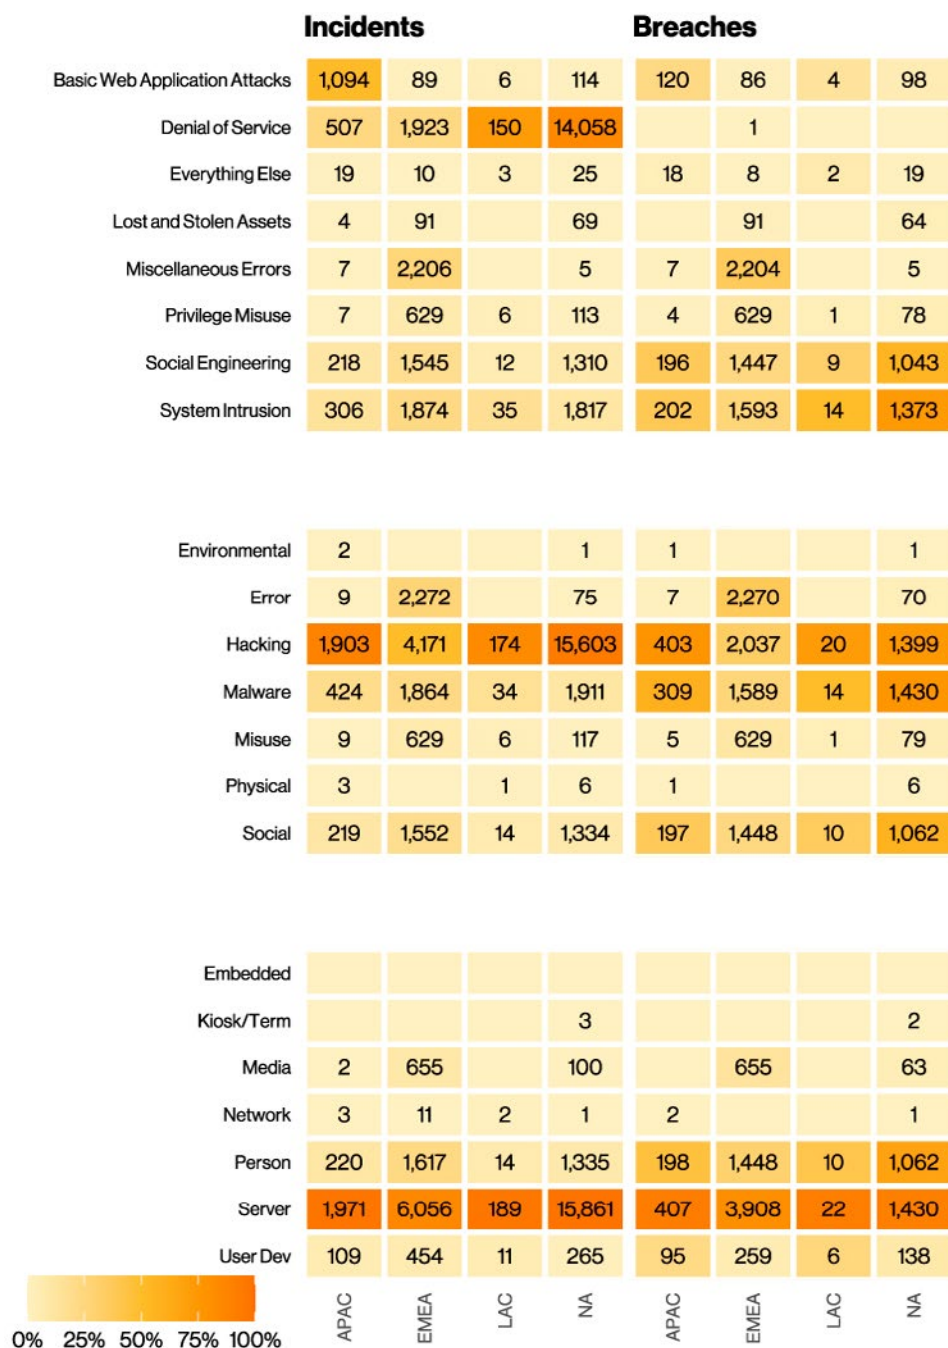 Incidents Breaches
Basic Web Application Attacks 1,094 89 6 114 120 86 4 98
Denial of Service 507 1,923 150 14,058 1
Everything Else 19 10 3 25 18 8 2 19
Lost and Stolen Assets 4 91 69 91 64
Miscellaneous Errors 7 2,206 5 7 2,204 5
Privilege Misuse 7 629 6 113 4 629 1 78
Social Engineering 218 1,545 12 1,310 196 1,447 9 1,043
System Intrusion 306 1,874 35 1,817 202 1,593 14 1,373
Environmental 2 1 1 1
Error 9 2,272 75 7 2,270 70
Hacking 1,903 4,171 174 15,603 403 2,037 20 1,399
Malware 424 1,864 34 1,911 309 1,589 14 1,430
Misuse 9 629 6 117 5 629 1 79
Physical 3 1 6 1 6
Social 219 1,552 14 1,334 197 1,448 10 1,062
Embedded
Kiosk/Term 3 2
Media 2 655 100 655 63
Network 3 11 2 1 2 1
Person 220 1,617 14 1,335 198 1,448 10 1,062
Server 1,971 6,056 189 15,861 407 3,908 22 1,430
User Dev 109 454 11 265 95 259 6 138
APAC EMEA LAC NA APAC EMEA LAC NA
0% 25% 50% 75% 100%